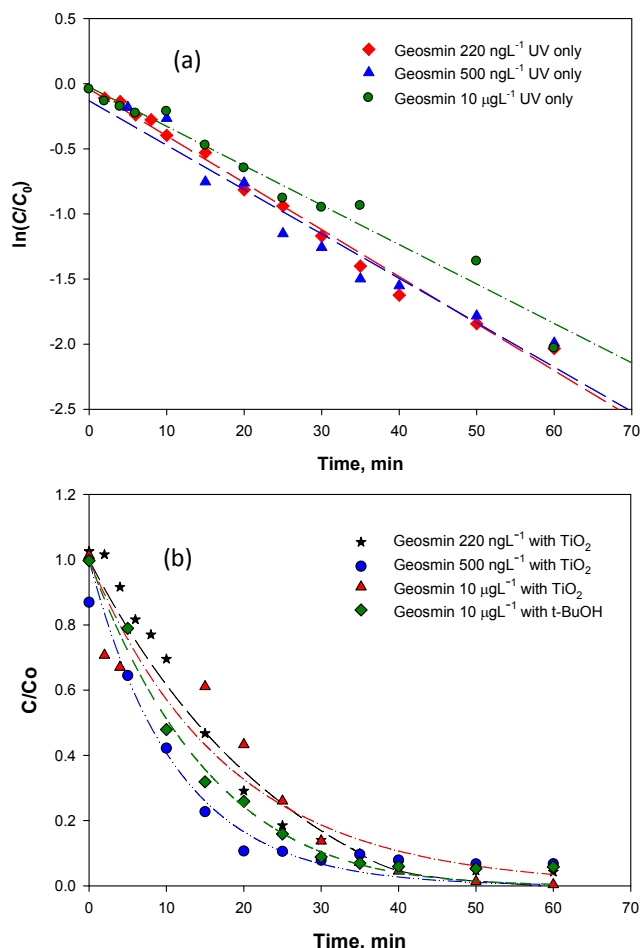 (a)
Geosmin 220 ngL⁻¹ UV only
Geosmin 500 ngL⁻¹ UV only
Geosmin 10 μgL⁻¹ UV only
ln(C/C₀)
0.5
0.0
-0.5
-1.0
-1.5
-2.0
-2.5
0 10 20 30 40 50 60 70
Time, min
(b)
Geosmin 220 ngL⁻¹ with TiO₂
Geosmin 500 ngL⁻¹ with TiO₂
Geosmin 10 μgL⁻¹ with TiO₂
Geosmin 10 μgL⁻¹ with t-BuOH
C/Co
1.2
1.0
0.8
0.6
0.4
0.2
0.0
0 10 20 30 40 50 60 70
Time, min